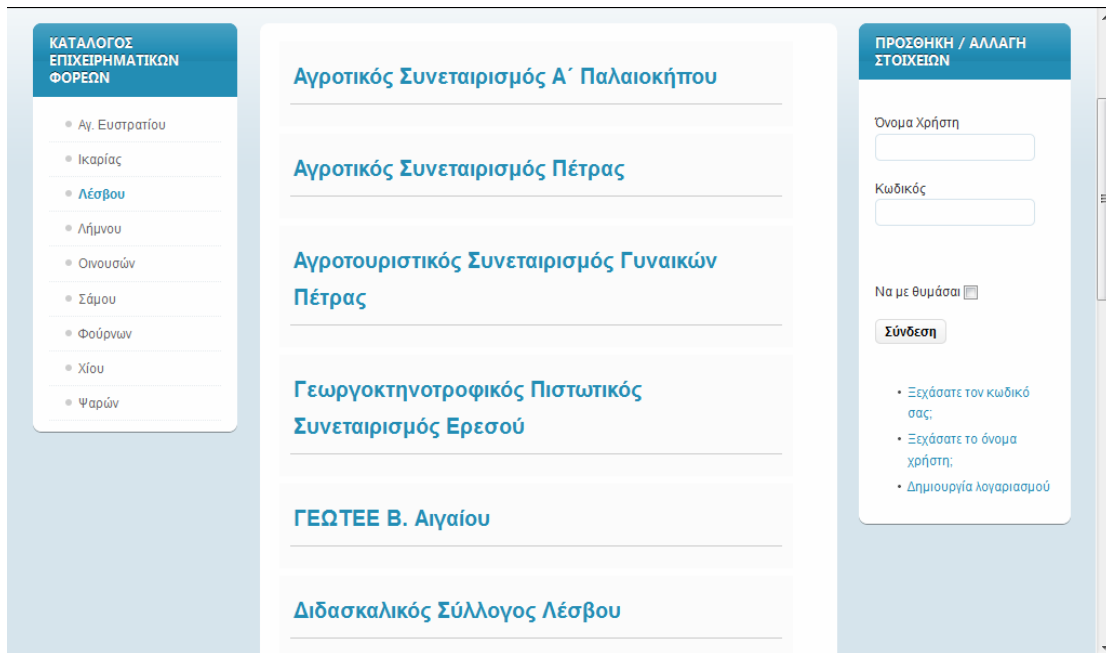 ΚΑΤΑΛΟΓΟΣ
ΕΠΙΧΕΙΡΗΜΑΤΙΚΩΝ
ΦΟΡΕΩΝ
Αγ. Ευστρατίου
Ικαρίας
Λέσβου
Λήμνου
Οινουσών
Σάμου
Φούρνων
Χίου
Ψαρών
Αγροτικός Συνεταιρισμός Α΄ Παλαιοκήπου
Αγροτικός Συνεταιρισμός Πέτρας
Αγροτουριστικός Συνεταιρισμός Γυναικών
Πέτρας
Γεωργοκτηνοτροφικός Πιστωτικός
Συνεταιρισμός Ερεσού
ΓΕΩΤΕΕ Β. Αιγαίου
Διδασκαλικός Σύλλογος Λέσβου
ΠΡΟΣΘΗΚΗ / ΑΛΛΑΓΗ
ΣΤΟΙΧΕΙΩΝ
Όνομα Χρήστη
Κωδικός
Να με θυμάσαι
Σύνδεση
Ξεχάσατε τον κωδικό
σας;
Ξεχάσατε το όνομα
χρήστη;
Δημιουργία λογαριασμού